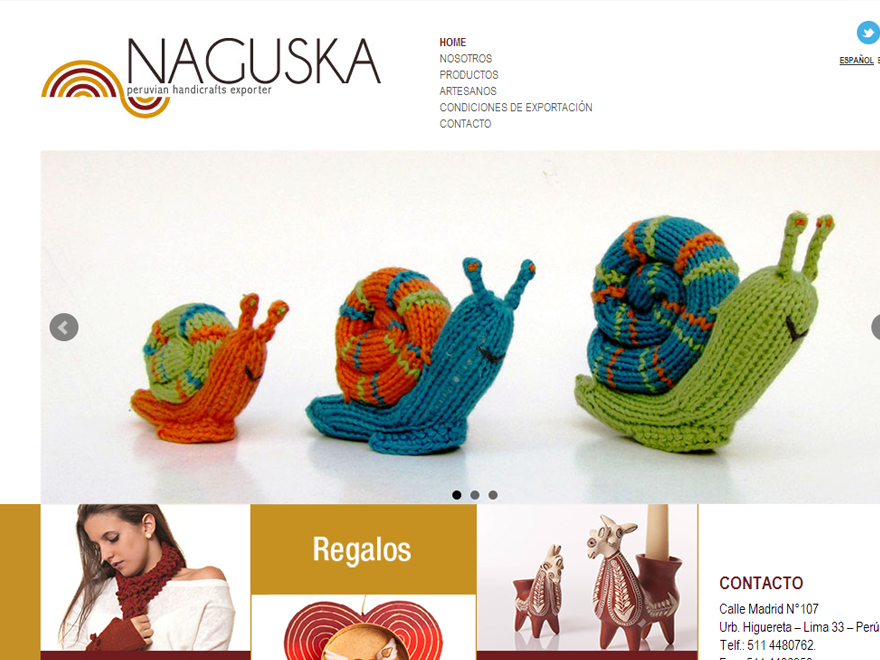 NAGUSKA
peruvian handicrafts exporter
HOME
NOSOTROS
PRODUCTOS
ARTESANOS
CONDICIONES DE EXPORTACIÓN
CONTACTO
ESPAÑOL
Regalos
CONTACTO
Calle Madrid N°107
Urb. Higuereta – Lima 33 – Perú
Telf.: 511 4480762.